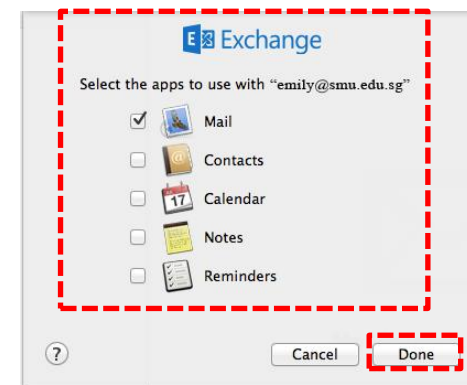 E Exchange
Select the apps to use with “emily@smu.edu.sg”
Mail
@ Contacts
17 Calendar
Notes
Reminders
? Cancel Done